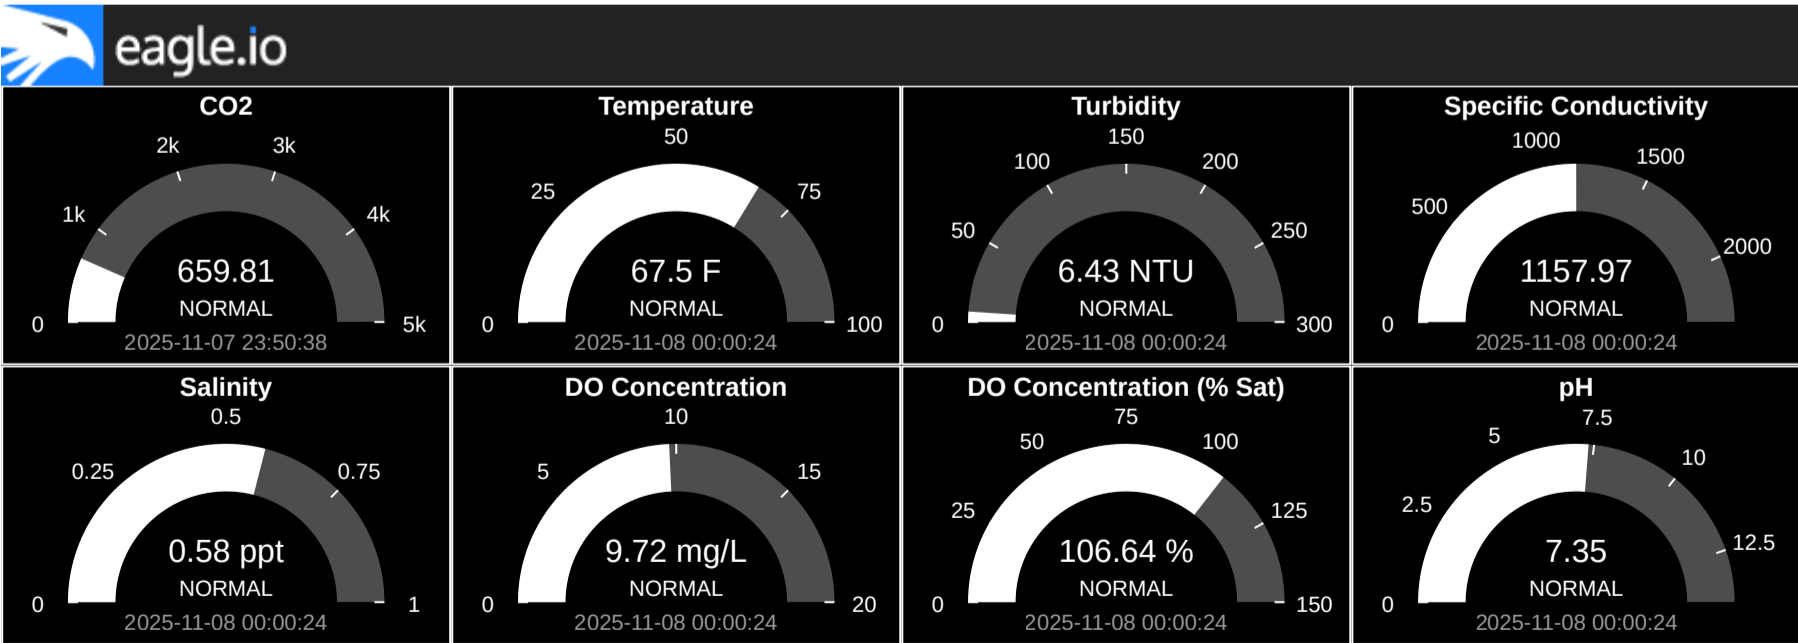 eagle.io
CO2
0
1k
2k
3k
4k
5k
659.81
NORMAL
2025-11-07 23:50:38
Temperature
0
25
50
75
100
67.5 F
NORMAL
2025-11-08 00:00:24
Turbidity
0
50
100
150
200
250
300
6.43 NTU
NORMAL
2025-11-08 00:00:24
Specific Conductivity
0
500
1000
1500
2000
1157.97
NORMAL
2025-11-08 00:00:24
Salinity
0
0.25
0.5
0.75
1
0.58 ppt
NORMAL
2025-11-08 00:00:24
DO Concentration
0
5
10
15
20
9.72 mg/L
NORMAL
2025-11-08 00:00:24
DO Concentration (% Sat)
0
25
50
75
100
125
150
106.64 %
NORMAL
2025-11-08 00:00:24
pH
0
2.5
5
7.5
10
12.5
7.35
NORMAL
2025-11-08 00:00:24